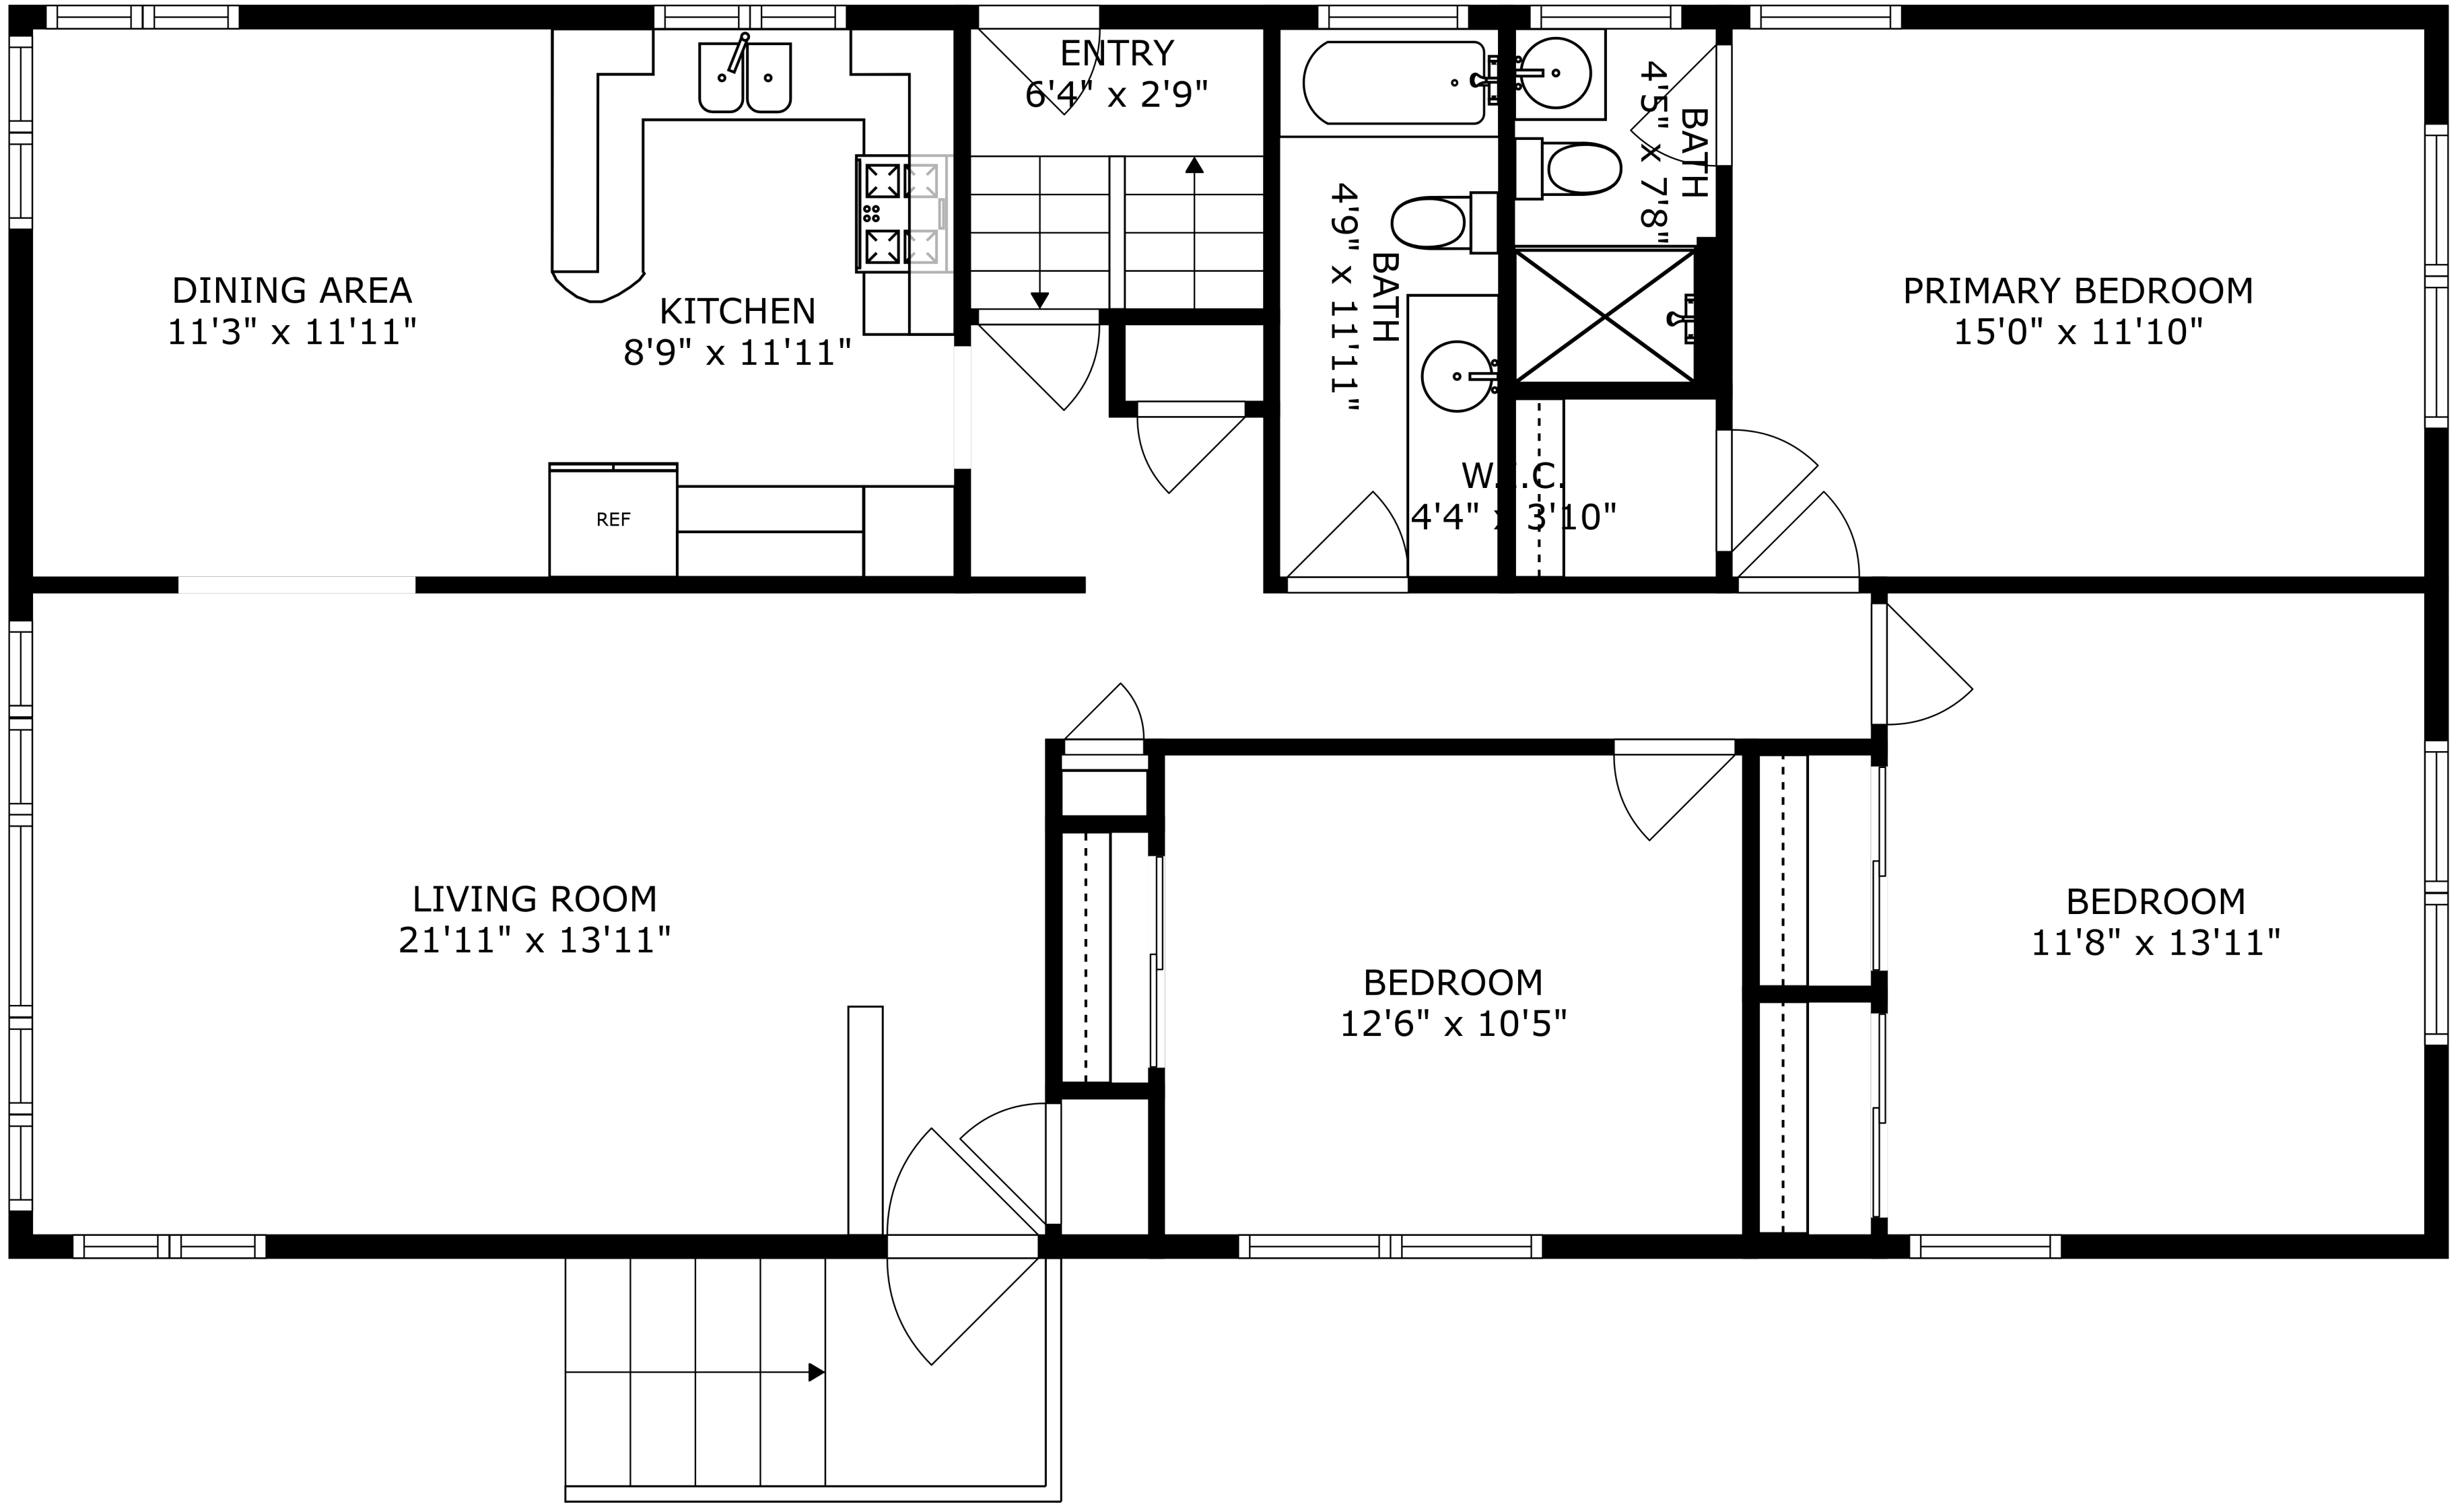 ENTRY
6'4" x 2'9"
BATH
4'5" x 7'8"
DINING AREA
11'3" x 11'11"
KITCHEN
8'9" x 11'11"
BATH
4'9" x 11'11"
PRIMARY BEDROOM
15'0" x 11'10"
W.I.C.
4'4" x 3'10"
REF
LIVING ROOM
21'11" x 13'11"
BEDROOM
12'6" x 10'5"
BEDROOM
11'8" x 13'11"